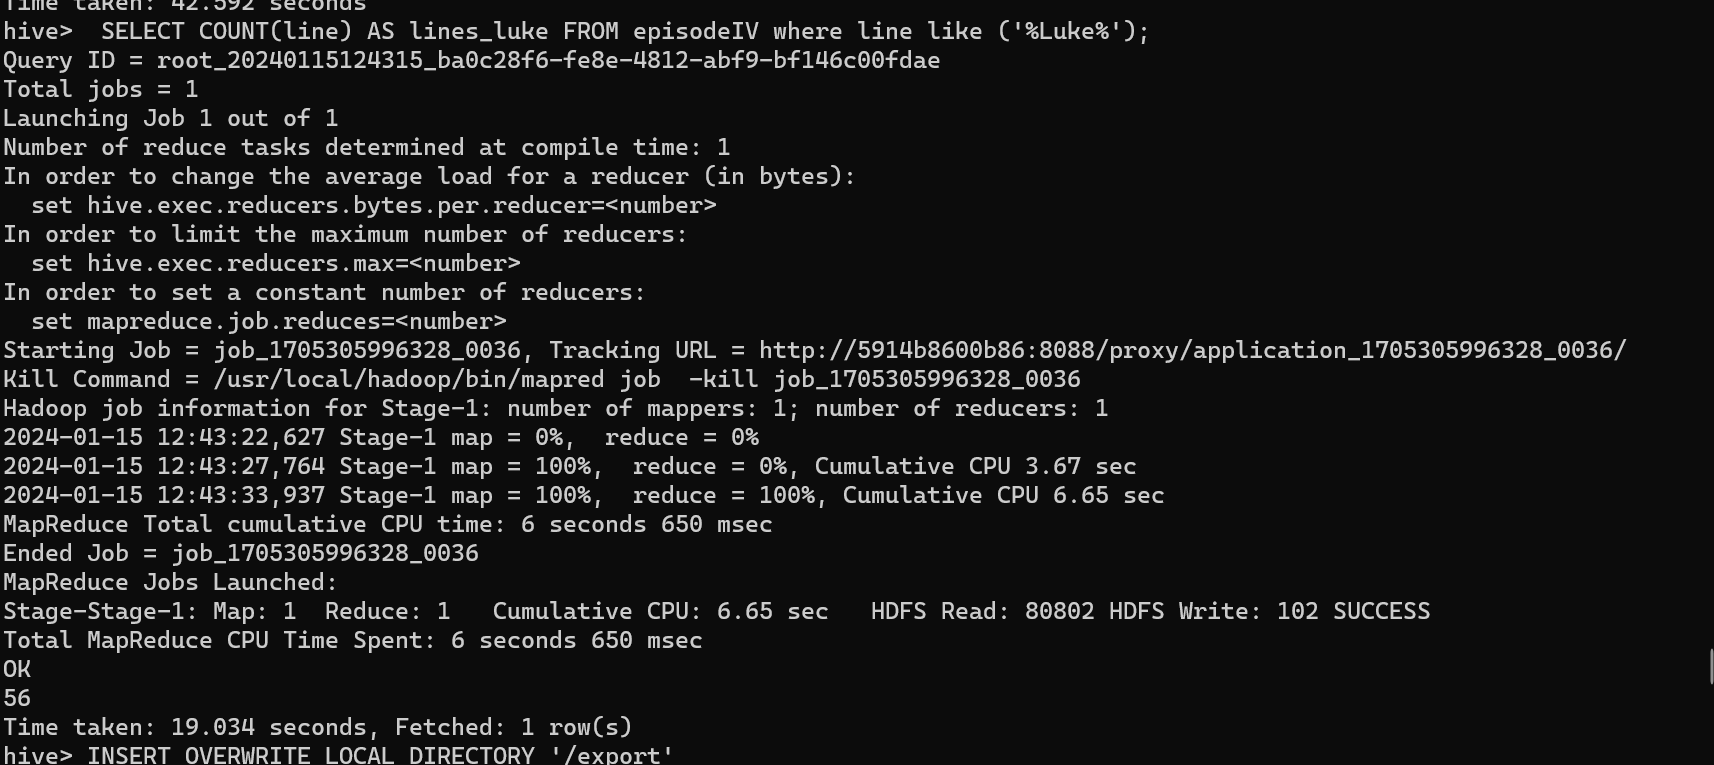 Time taken: 42.592 seconds
hive>  SELECT COUNT(line) AS lines_luke FROM episodeIV where line like ('%Luke%');
Query ID = root_20240115124315_ba0c28f6-fe8e-4812-abf9-bf146c00fdae
Total jobs = 1
Launching Job 1 out of 1
Number of reduce tasks determined at compile time: 1
In order to change the average load for a reducer (in bytes):
  set hive.exec.reducers.bytes.per.reducer=<number>
In order to limit the maximum number of reducers:
  set hive.exec.reducers.max=<number>
In order to set a constant number of reducers:
  set mapreduce.job.reduces=<number>
Starting Job = job_1705305996328_0036, Tracking URL = http://5914b8600b86:8088/proxy/application_1705305996328_0036/
Kill Command = /usr/local/hadoop/bin/mapred job  -kill job_1705305996328_0036
Hadoop job information for Stage-1: number of mappers: 1; number of reducers: 1
2024-01-15 12:43:22,627 Stage-1 map = 0%,  reduce = 0%
2024-01-15 12:43:27,764 Stage-1 map = 100%,  reduce = 0%, Cumulative CPU 3.67 sec
2024-01-15 12:43:33,937 Stage-1 map = 100%,  reduce = 100%, Cumulative CPU 6.65 sec
MapReduce Total cumulative CPU time: 6 seconds 650 msec
Ended Job = job_1705305996328_0036
MapReduce Jobs Launched:
Stage-Stage-1: Map: 1  Reduce: 1   Cumulative CPU: 6.65 sec   HDFS Read: 80802 HDFS Write: 102 SUCCESS
Total MapReduce CPU Time Spent: 6 seconds 650 msec
OK
56
Time taken: 19.034 seconds, Fetched: 1 row(s)
hive> INSERT OVERWRITE LOCAL DIRECTORY '/export'